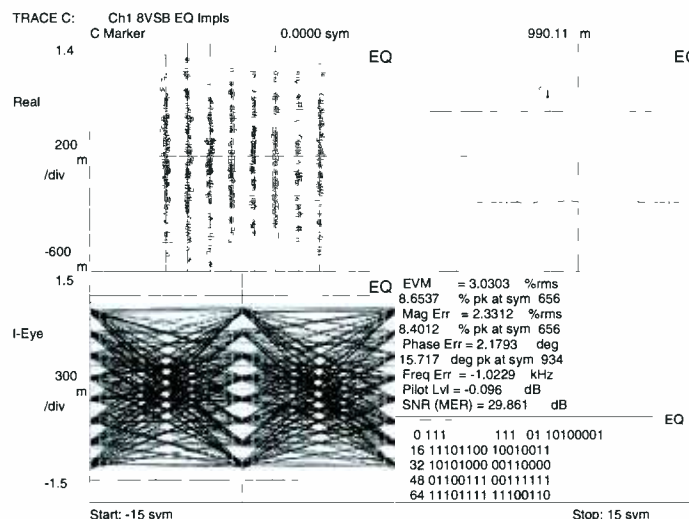 TRACE C: Ch1 8VSB EQ Impls
C Marker 0.0000 sym 990.11 m
1.4
EQ
EQ
Real
200
m
/div
-600
m
1.5
EQ
I-Eye
300
m
/div
-1.5
EVM = 3.0303 %rms
8.6537 % pk at sym 656
Mag Err = 2.3312 %rms
8.4012 % pk at sym 656
Phase Err = 2.1793 deg
15.717 deg pk at sym 934
Freq Err = -1.0229 kHz
Pilot Lvl = -0.096 dB
SNR (MER) = 29.861 dB
EQ
0 111 111 01 10100001
16 11101100 10010011
32 10101000 00110000
48 01100111 00111111
64 11101111 11100110
Start: -15 sym Stop: 15 sym